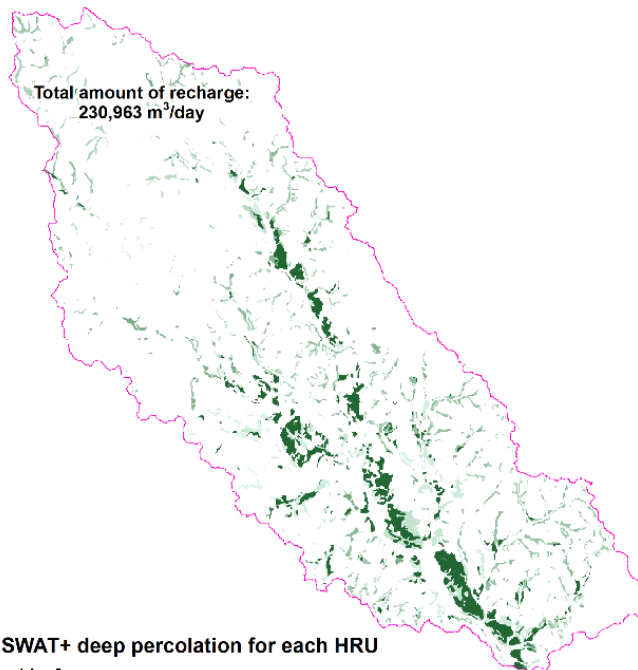 Total amount of recharge:
230,963 m³/day
SWAT+ deep percolation for each HRU